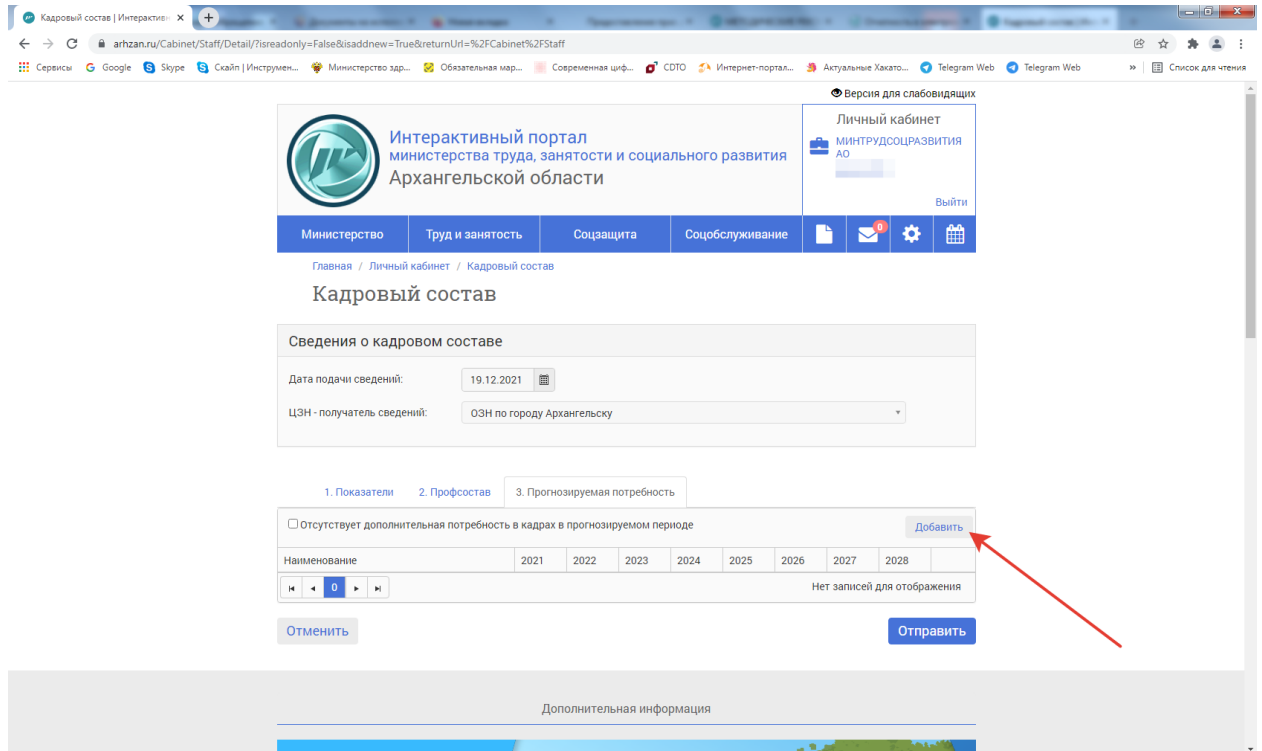 Кадровый состав | Интерактивн
arhzan.ru/Cabinet/Staff/Detail/?isreadonly=False&isaddnew=True&returnUrl=%2FCabinet%2FStaff
Сервисы Google Skype Скайп | Инструмен... Министерство здр... Обязательная мар... Современная циф... CDTO Интернет-портал... Актуальные Хакато... Telegram Web Telegram Web » Список для чтения
Версия для слабовидящих
Интерактивный портал
министерства труда, занятости и социального развития
Архангельской области
Личный кабинет
МИНТРУДСОЦРАЗВИТИЯ
АО
Выйти
Министерство Труд и занятость Соцзащита Соцобслуживание 0
Главная / Личный кабинет / Кадровый состав
Кадровый состав
Сведения о кадровом составе
Дата подачи сведений: 19.12.2021
ЦЗН - получатель сведений: ОЗН по городу Архангельску
1. Показатели 2. Профсостав 3. Прогнозируемая потребность
Отсутствует дополнительная потребность в кадрах в прогнозируемом периоде Добавить
Наименование 2021 2022 2023 2024 2025 2026 2027 2028
0 Нет записей для отображения
Отменить Отправить
Дополнительная информация